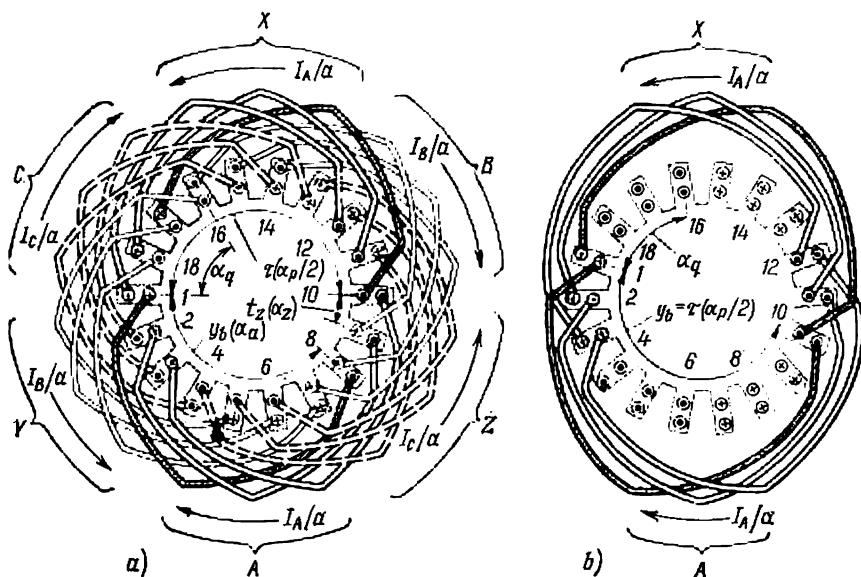 X
I_A/a
C
B
I_C/a
I_B/a
16
14
12
18
α_q
τ(α_p/2)
1
t_z(α_z)
10
2
y_b(α_a)
8
4
6
I_B/a
Y
I_C/a
Z
I_A/a
A
a)
X
I_A/a
16
14
18
α_q
12
1
2
y_b=τ(α_p/2)
10
4
8
6
I_A/a
A
b)